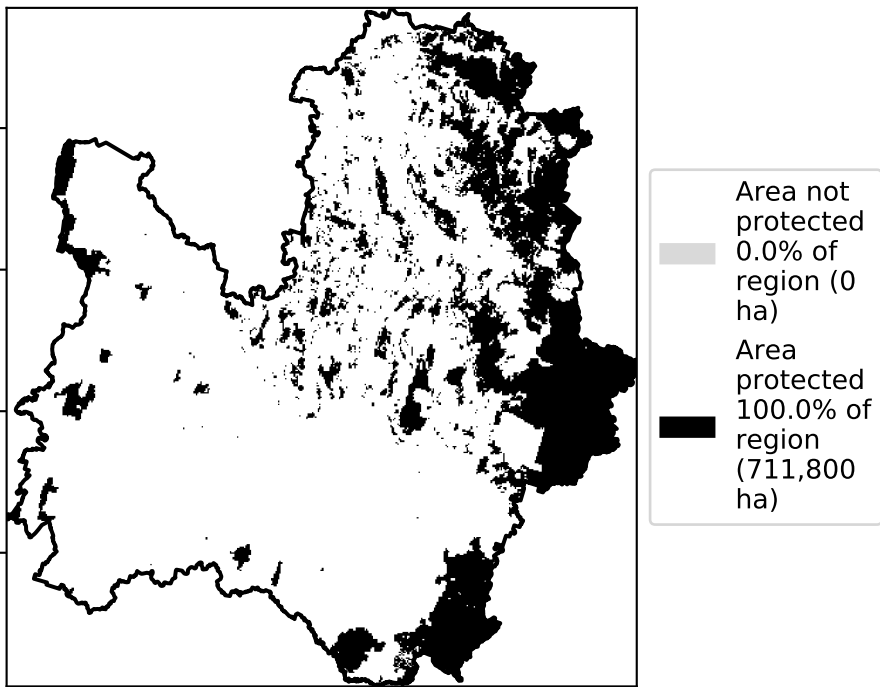 Area not
protected
0.0% of
region (0
ha)
Area
protected
100.0% of
region
(711,800
ha)